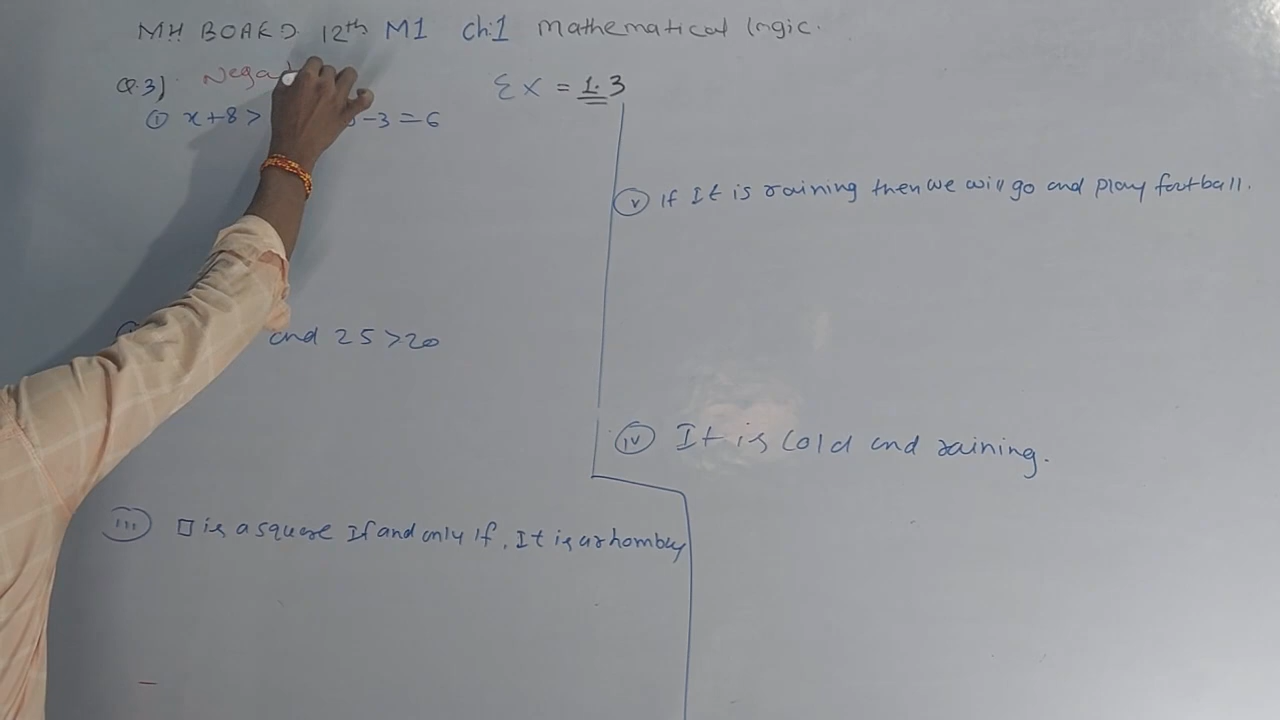 MH BOARD. 12th M1 Ch:1 Mathematical logic.
Q.3) Negat
Ex = 1.3
① x+8 > -3 = 6
and 25 > 20
iii □ is a square If and only If, It is a rhombus
v If It is raining then we will go and play football.
iv It is cold and raining.